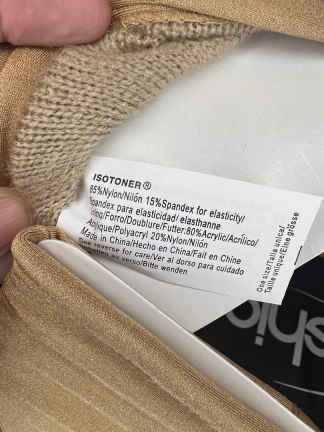 ISOTONER®
85%Nylon/Nilón 15%Spandex for elasticity/
Spandex para elasticidad/ elasthanne
Lining/Forro/Doublure/Futter:80%Acrylic/Acrílico/
Acrylique/Polyacryl 20%Nylon/Nilón
Made in China/Hecho en China/Fait en Chine
See reverse for care/Ver al dorso para cuidado
en verso/Bitte wenden
One size/Talla unica/
taille unique/Eine grösse